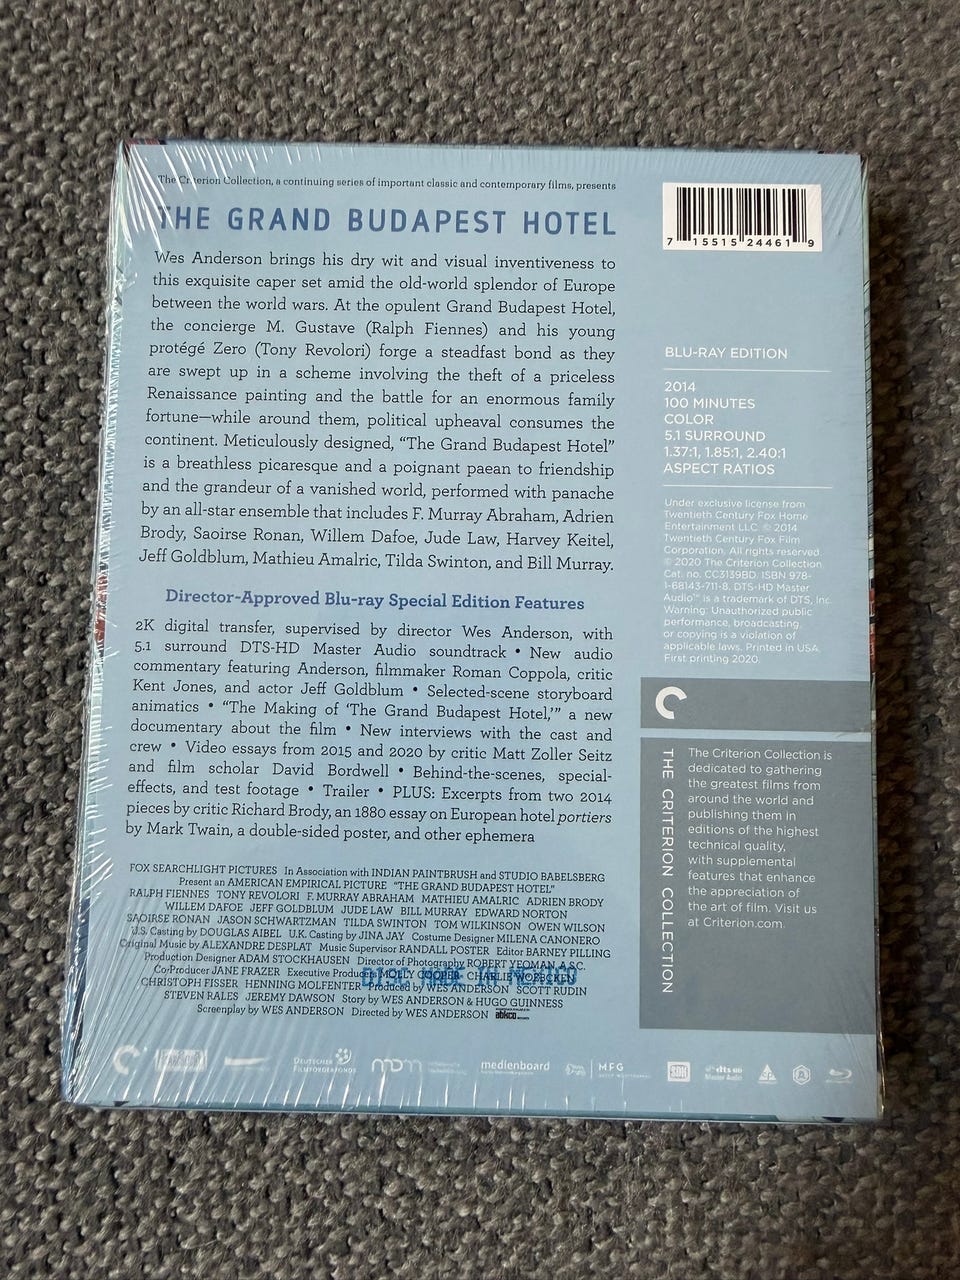 The Criterion Collection, a continuing series of important classic and contemporary films, presents
THE GRAND BUDAPEST HOTEL
Wes Anderson brings his dry wit and visual inventiveness to
this exquisite caper set amid the old-world splendor of Europe
between the world wars. At the opulent Grand Budapest Hotel,
the concierge M. Gustave (Ralph Fiennes) and his young
protégé Zero (Tony Revolori) forge a steadfast bond as they
are swept up in a scheme involving the theft of a priceless
Renaissance painting and the battle for an enormous family
fortune—while around them, political upheaval consumes the
continent. Meticulously designed, “The Grand Budapest Hotel”
is a breathless picaresque and a poignant paean to friendship
and the grandeur of a vanished world, performed with panache
by an all-star ensemble that includes F. Murray Abraham, Adrien
Brody, Saoirse Ronan, Willem Dafoe, Jude Law, Harvey Keitel,
Jeff Goldblum, Mathieu Amalric, Tilda Swinton, and Bill Murray.
Director-Approved Blu-ray Special Edition Features
2K digital transfer, supervised by director Wes Anderson, with
5.1 surround DTS-HD Master Audio soundtrack • New audio
commentary featuring Anderson, filmmaker Roman Coppola, critic
Kent Jones, and actor Jeff Goldblum • Selected-scene storyboard
animatics • “The Making of ‘The Grand Budapest Hotel,’” a new
documentary about the film • New interviews with the cast and
crew • Video essays from 2015 and 2020 by critic Matt Zoller Seitz
and film scholar David Bordwell • Behind-the-scenes, special-
effects, and test footage • Trailer • PLUS: Excerpts from two 2014
pieces by critic Richard Brody, an 1880 essay on European hotel portiers
by Mark Twain, a double-sided poster, and other ephemera
FOX SEARCHLIGHT PICTURES In Association with INDIAN PAINTBRUSH and STUDIO BABELSBERG
Present an AMERICAN EMPIRICAL PICTURE “THE GRAND BUDAPEST HOTEL”
RALPH FIENNES TONY REVOLORI F. MURRAY ABRAHAM MATHIEU AMALRIC ADRIEN BRODY
WILLEM DAFOE JEFF GOLDBLUM JUDE LAW BILL MURRAY EDWARD NORTON
SAOIRSE RONAN JASON SCHWARTZMAN TILDA SWINTON TOM WILKINSON OWEN WILSON
U.S. Casting by DOUGLAS AIBEL U.K. Casting by JINA JAY Costume Designer MILENA CANONERO
Original Music by ALEXANDRE DESPLAT Music Supervisor RANDALL POSTER Editor BARNEY PILLING
Production Designer ADAM STOCKHAUSEN Director of Photography ROBERT YEOMAN A.S.C.
Co-Producer JANE FRAZER Executive Producers MOLLY COOPER CHARLIE WOEBCKEN
CHRISTOPH FISSER HENNING MOLFENTER Produced by WES ANDERSON SCOTT RUDIN
STEVEN RALES JEREMY DAWSON Story by WES ANDERSON & HUGO GUINNESS
Screenplay by WES ANDERSON Directed by WES ANDERSON abkco
DISC MADE IN MEXICO
DEUTSCHER
FILMFÖRDERFONDS
medienboard
MFG
SDK
dts HD
Master Audio
7 15515 24461 9
BLU-RAY EDITION
2014
100 MINUTES
COLOR
5.1 SURROUND
1.37:1, 1.85:1, 2.40:1
ASPECT RATIOS
Under exclusive license from
Twentieth Century Fox Home
Entertainment LLC. © 2014
Twentieth Century Fox Film
Corporation. All rights reserved.
© 2020 The Criterion Collection.
Cat. no. CC3139BD. ISBN 978-
1-68143-711-8. DTS-HD Master
Audio™ is a trademark of DTS, Inc.
Warning: Unauthorized public
performance, broadcasting,
or copying is a violation of
applicable laws. Printed in USA.
First printing 2020.
THE CRITERION COLLECTION
The Criterion Collection is
dedicated to gathering
the greatest films from
around the world and
publishing them in
editions of the highest
technical quality,
with supplemental
features that enhance
the appreciation of
the art of film. Visit us
at Criterion.com.